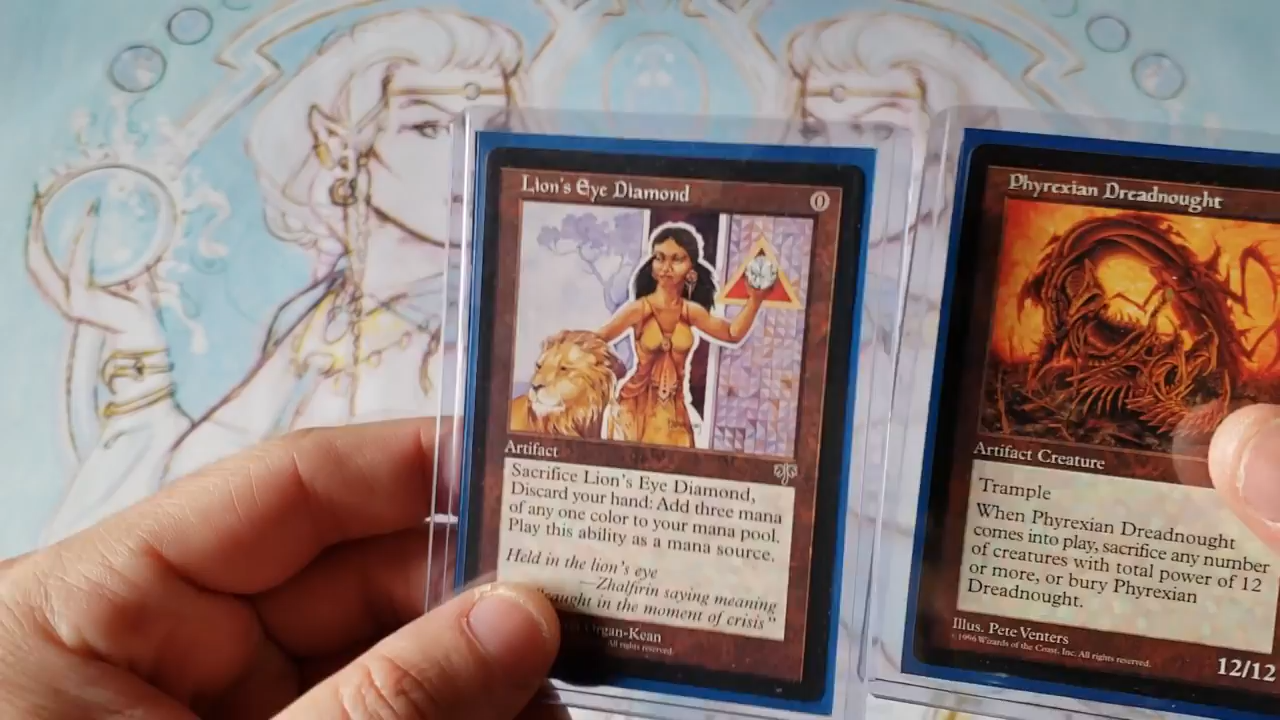 Lion's Eye Diamond
0
Artifact
Sacrifice Lion's Eye Diamond,
Discard your hand: Add three mana
of any one color to your mana pool.
Play this ability as a mana source.
Held in the lion's eye
—Zhalfirin saying meaning
"caught in the moment of crisis"
Organ-Kean
All rights reserved.
Phyrexian Dreadnought
Artifact Creature
Trample
When Phyrexian Dreadnought
comes into play, sacrifice any number
of creatures with total power of 12
or more, or bury Phyrexian
Dreadnought.
Illus. Pete Venters
© 1996 Wizards of the Coast, Inc. All rights reserved.
12/12